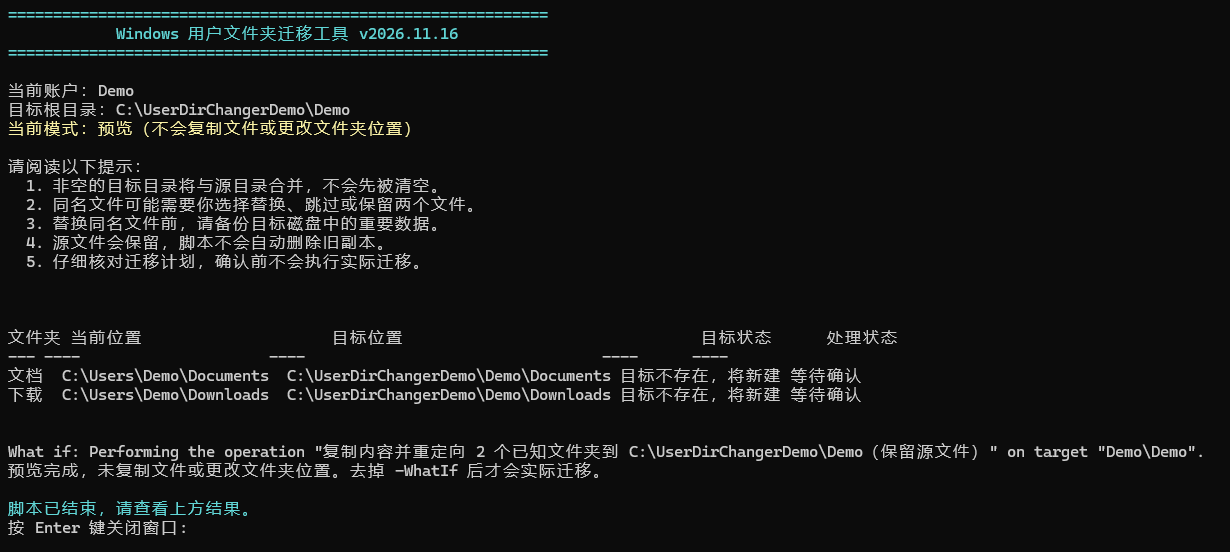 ============================================================
Windows 用户文件夹迁移工具 v2026.11.16
============================================================
当前账户: Demo
目标根目录: C:\UserDirChangerDemo\Demo
当前模式: 预览（不会复制文件或更改文件夹位置）
请阅读以下提示:
1. 非空的目标目录将与源目录合并，不会先被清空。
2. 同名文件可能需要你选择替换、跳过或保留两个文件。
3. 替换同名文件前，请备份目标磁盘中的重要数据。
4. 源文件会保留，脚本不会自动删除旧副本。
5. 仔细核对迁移计划，确认前不会执行实际迁移。
文件夹 当前位置 目标位置 目标状态 处理状态
--- ---- ---- ---- ----
文档 C:\Users\Demo\Documents C:\UserDirChangerDemo\Demo\Documents 目标不存在，将新建 等待确认
下载 C:\Users\Demo\Downloads C:\UserDirChangerDemo\Demo\Downloads 目标不存在，将新建 等待确认
What if: Performing the operation "复制内容并重定向 2 个已知文件夹到 C:\UserDirChangerDemo\Demo（保留源文件）" on target "Demo\Demo".
预览完成，未复制文件或更改文件夹位置。去掉 -WhatIf 后才会实际迁移。
脚本已结束，请查看上方结果。
按 Enter 键关闭窗口: